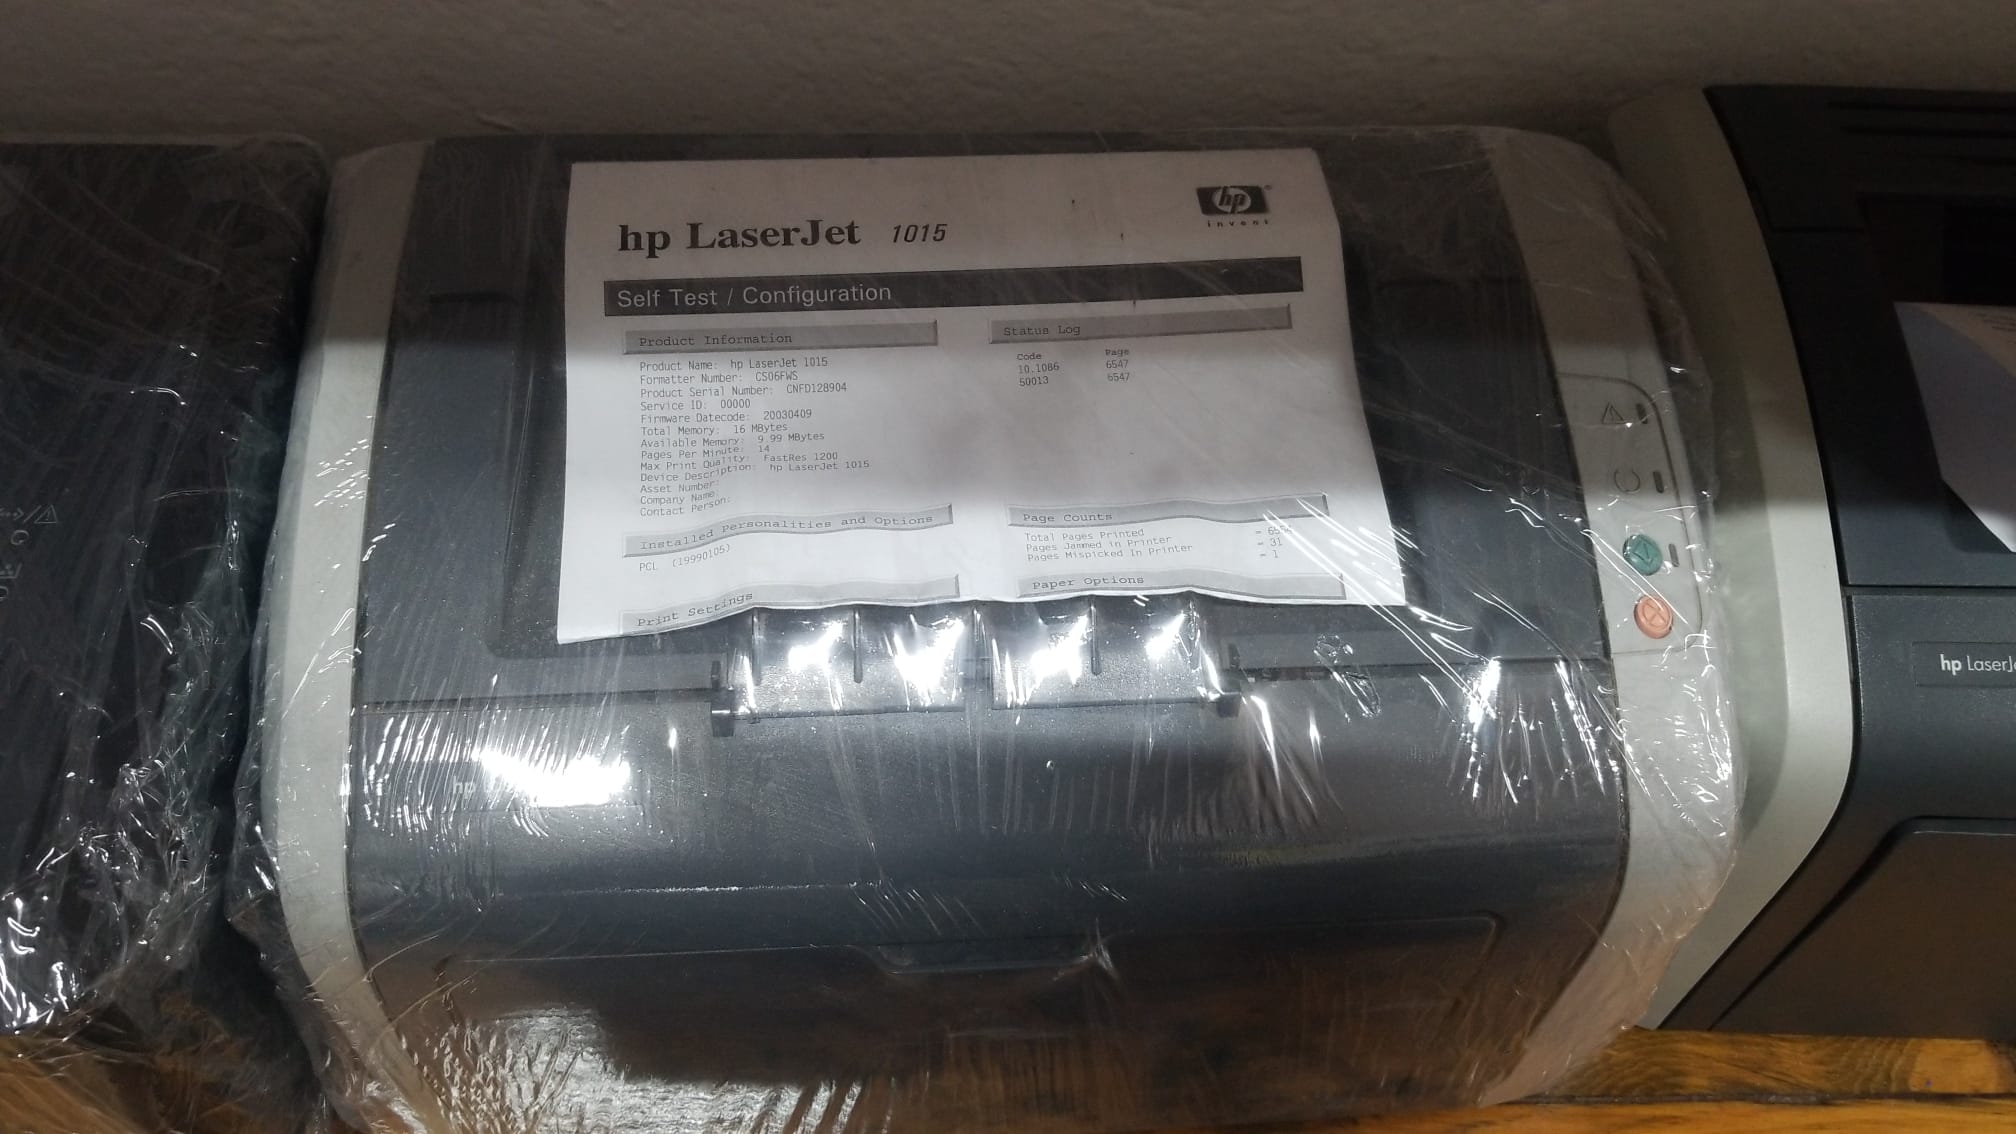 hp LaserJet 1015
hp
invent
Self Test / Configuration
Product Information
Product Name: hp LaserJet 1015
Formatter Number: CS06FWS
Product Serial Number: CNFD128904
Service ID: 00000
Firmware Datecode: 20030409
Total Memory: 16 MBytes
Available Memory: 9.99 MBytes
Pages Per Minute: 14
Max Print Quality: FastRes 1200
Device Description: hp LaserJet 1015
Asset Number:
Company Name:
Contact Person:
Status Log
Code Page
10.1086 6547
50013 6547
Installed Personalities and Options
PCL (19990105)
Page Counts
Total Pages Printed =
Pages Jammed in Printer = 31
Pages Mispicked In Printer = 1
Print Settings
Paper Options
hp
hp LaserJ